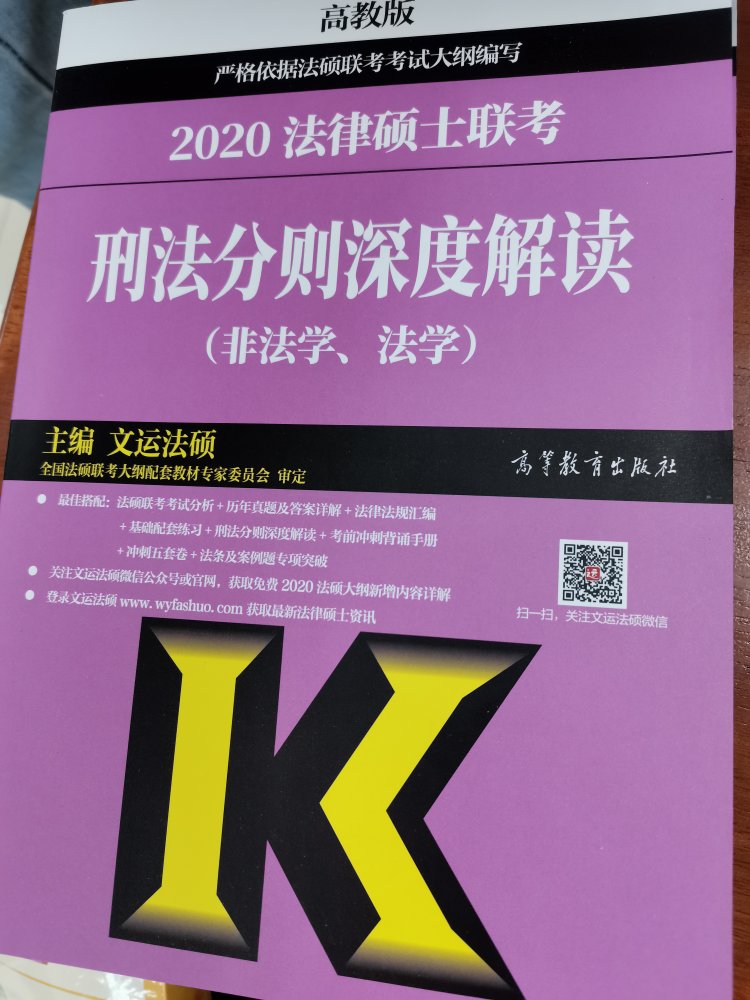 高教版
严格依据法硕联考考试大纲编写
2020 法律硕士联考
刑法分则深度解读
(非法学、法学)
主编 文运法硕
全国法硕联考大纲配套教材专家委员会 审定
高等教育出版社
● 最佳搭配：法硕联考考试分析+历年真题及答案详解+法律法规汇编
+基础配套练习+刑法分则深度解读+考前冲刺背诵手册
+冲刺五套卷+法条及案例题专项突破
● 关注文运法硕微信公众号或官网，获取免费 2020 法硕大纲新增内容详解
● 登录文运法硕 www.wyfashuo.com 获取最新法律硕士资讯
扫一扫，关注文运法硕微信
K